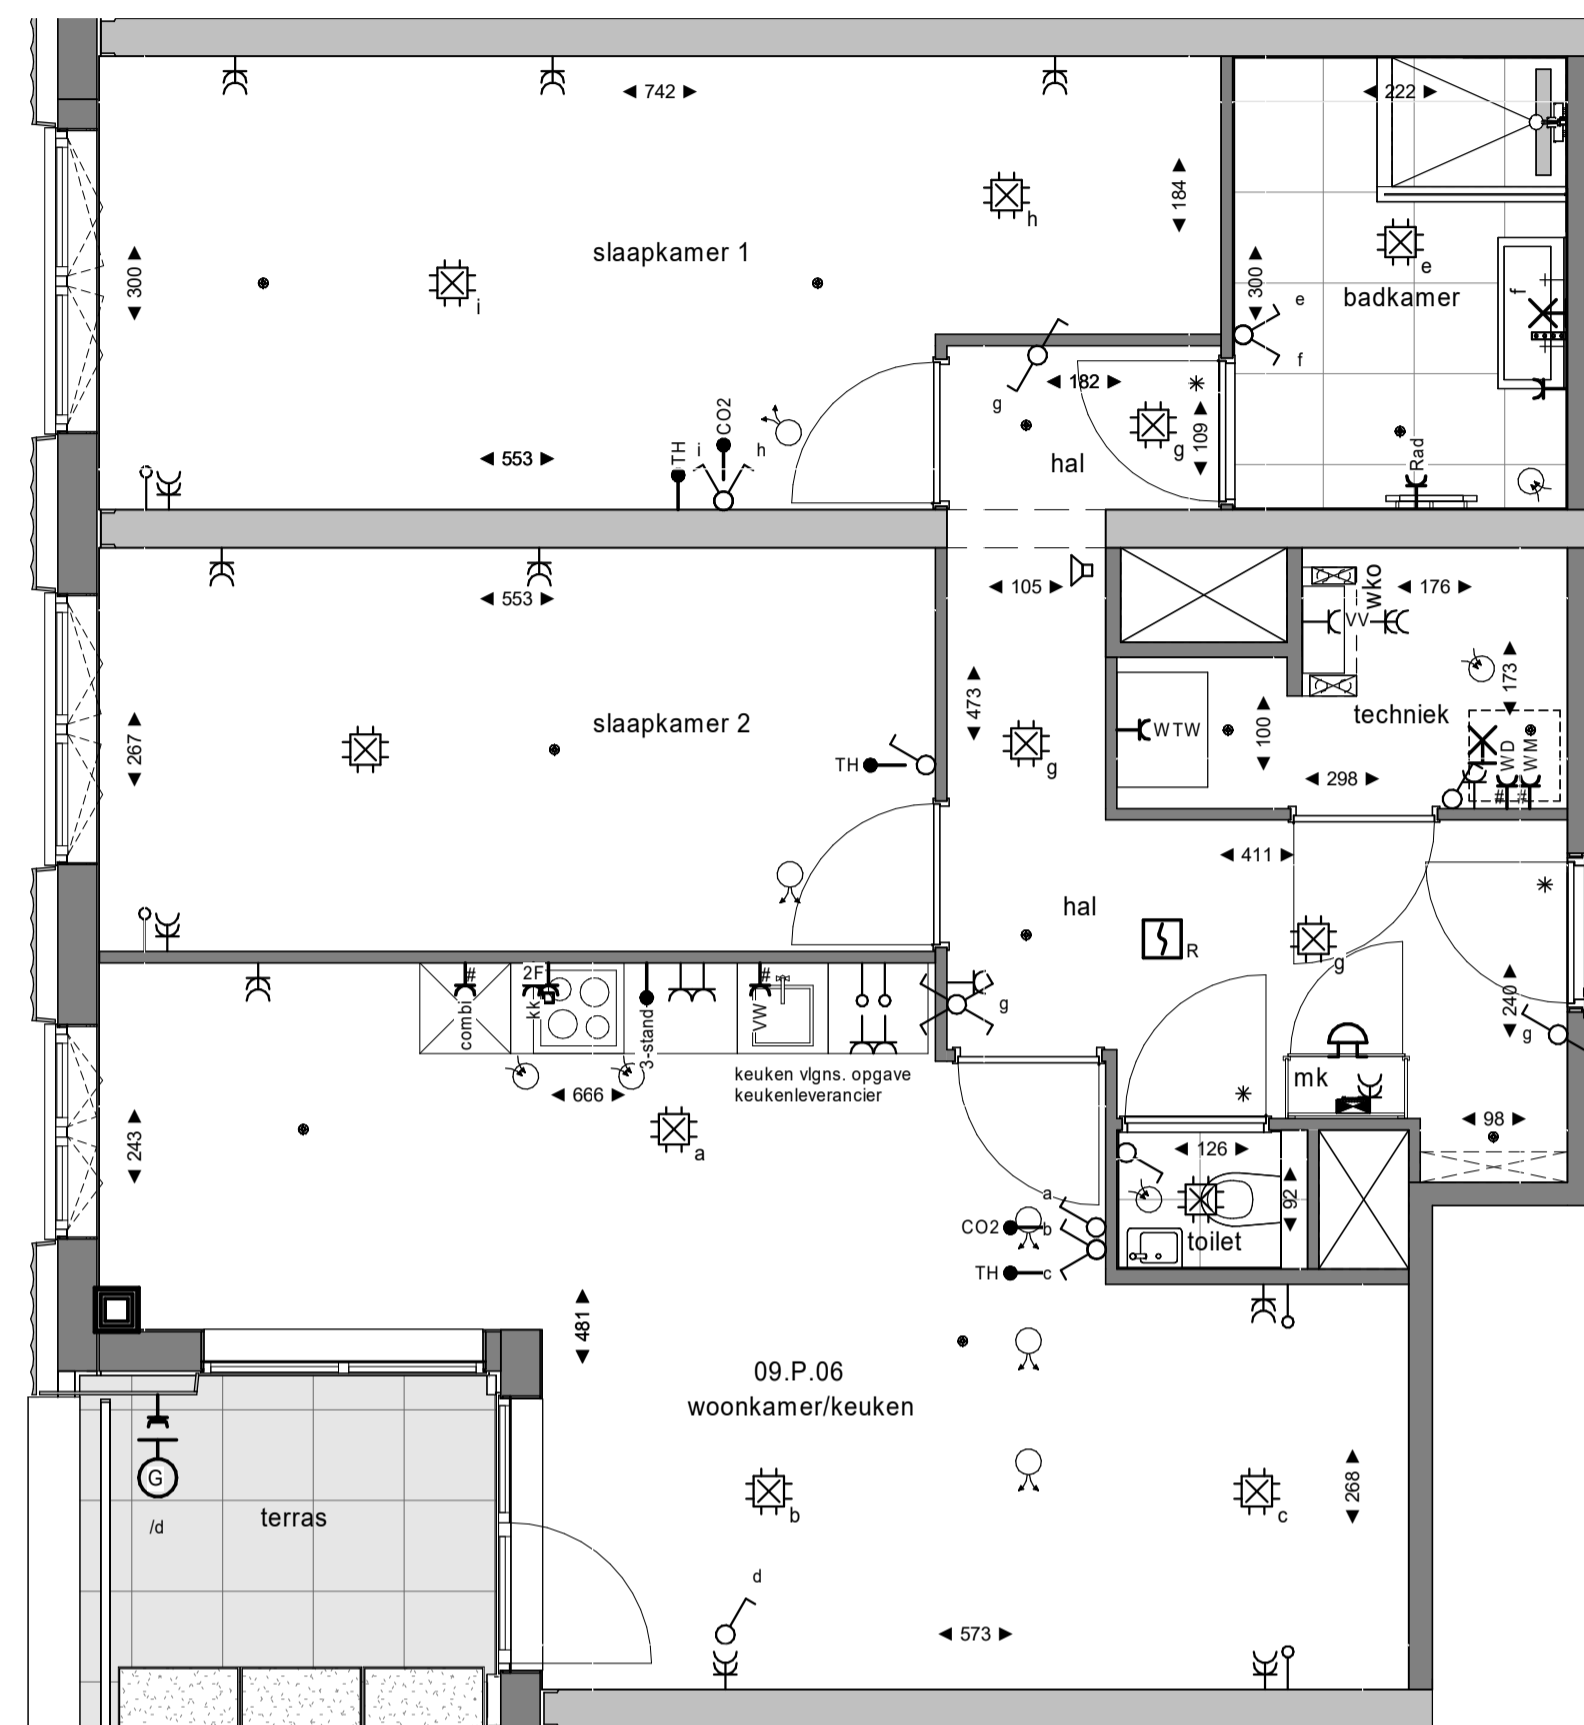 742
222
184
h
slaapkamer 1
e
300
i
300
badkamer
f
e
f
182
g
g
109
CO2
TH
i
h
hal
Rad
553
553
105
wko
VV
176
173
473
slaapkamer 2
techniek
267
g
WTW
100
TH
298
WD
WM
#
#
411
hal
R
g
240
g
g
#
2F
#
combi
kk
3-stand
VW
keuken vlgns. opgave
keukenleverancier
666
mk
98
243
a
126
92
a
CO2
b
TH
c
toilet
481
09.P.06
woonkamer/keuken
G
/d
terras
b
c
268
d
573